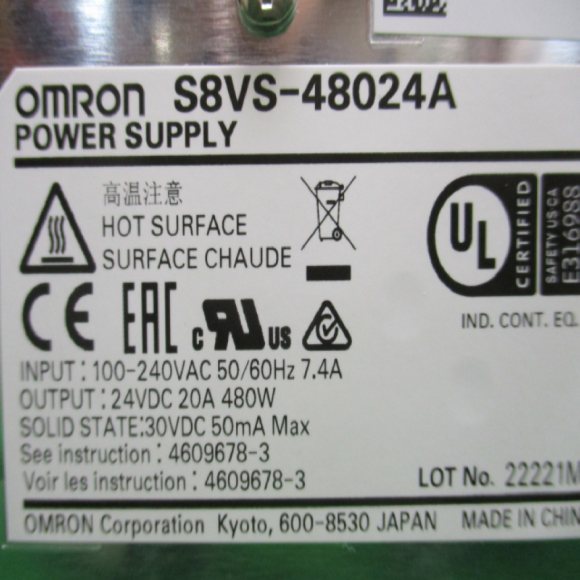 OMRON S8VS-48024A
POWER SUPPLY
高温注意
HOT SURFACE
SURFACE CHAUDE
UL
CERTIFIED
SAFETY US CA
E316988
CE EAC c RU US
IND. CONT. EQ.
INPUT : 100-240VAC 50/60Hz 7.4A
OUTPUT : 24VDC 20A 480W
SOLID STATE:30VDC 50mA Max
See instruction : 4609678-3
Voir les instruction : 4609678-3
LOT No. 22221M
OMRON Corporation Kyoto, 600-8530 JAPAN MADE IN CHIN